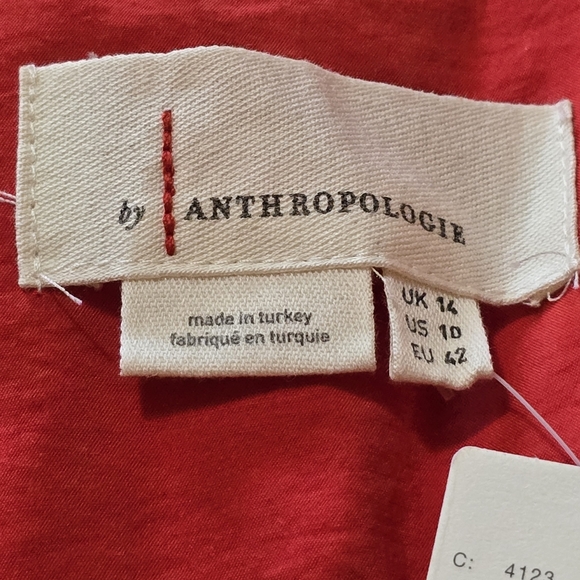 by ANTHROPOLOGIE
made in turkey
fabriqué en turquie
UK 14
US 10
EU 42
C: 4123